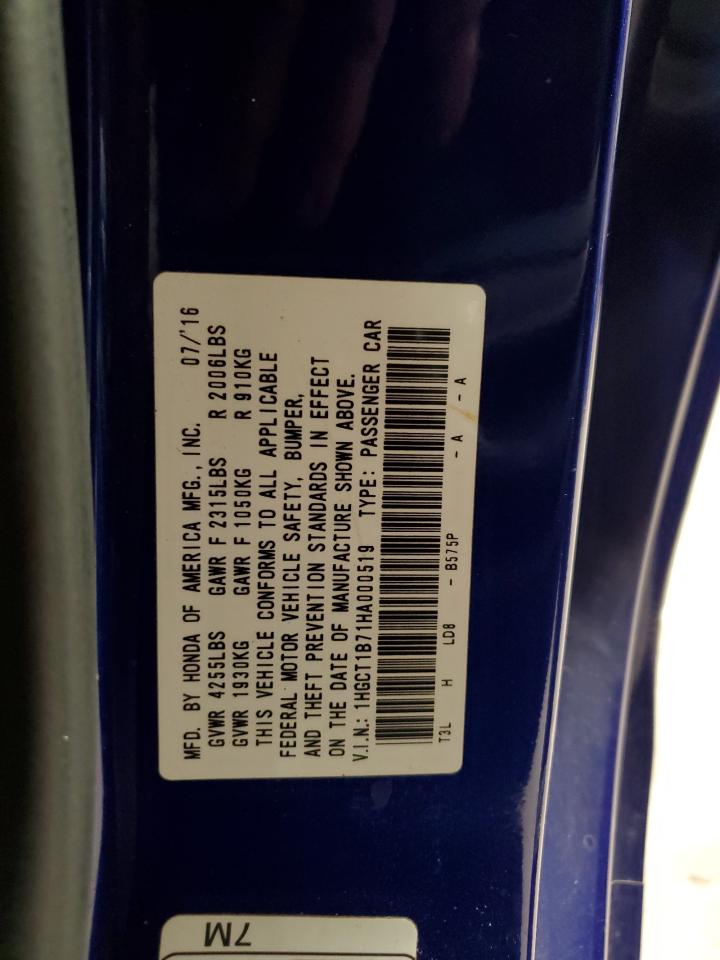 MFD. BY HONDA OF AMERICA MFG., INC. 07/'16
GVWR 4255LBS GAWR F 2315LBS R 2006LBS
GVWR 1930KG GAWR F 1050KG R 910KG
THIS VEHICLE CONFORMS TO ALL APPLICABLE
FEDERAL MOTOR VEHICLE SAFETY, BUMPER,
AND THEFT PREVENTION STANDARDS IN EFFECT
ON THE DATE OF MANUFACTURE SHOWN ABOVE.
V.I.N.: 1HGCT1B71HA000519 TYPE: PASSENGER CAR
T3L H LD8 - B575P - A - A
7M